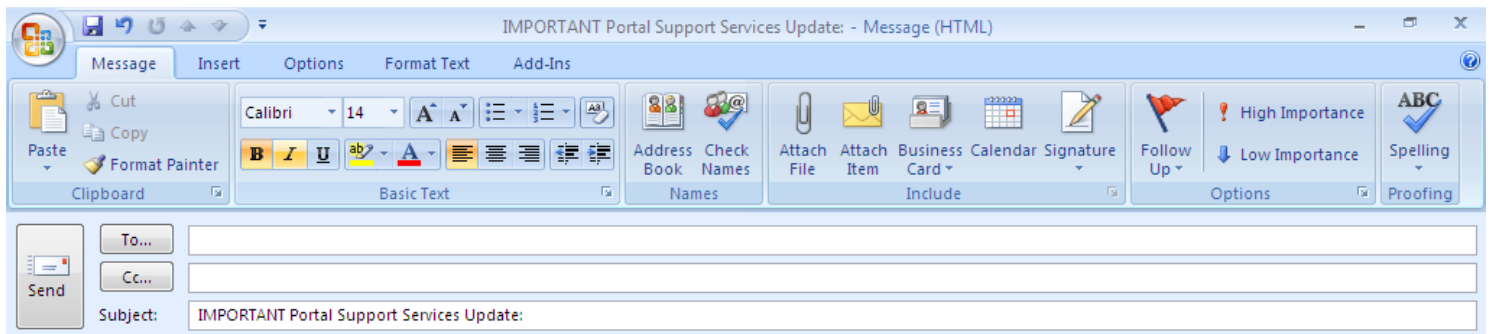 IMPORTANT Portal Support Services Update: - Message (HTML)
Message Insert Options Format Text Add-Ins
Paste
Cut
Copy
Format Painter
Clipboard
Calibri 14 A A Aß
B I U ab A
Basic Text
Address Book
Check Names
Names
Attach File
Attach Item
Business Card
Calendar
Signature
Include
Follow Up
High Importance
Low Importance
Options
ABC
Spelling
Proofing
Send
To...
Cc...
Subject: IMPORTANT Portal Support Services Update: